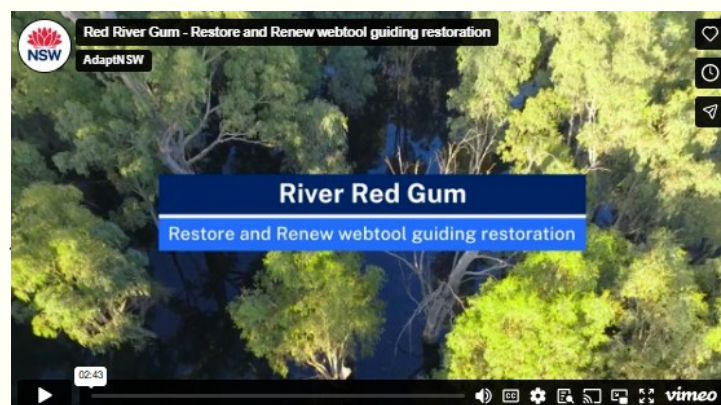 Red River Gum - Restore and Renew webtool guiding restoration
NSW
AdaptNSW
River Red Gum
Restore and Renew webtool guiding restoration
02:43
CC
vimeo